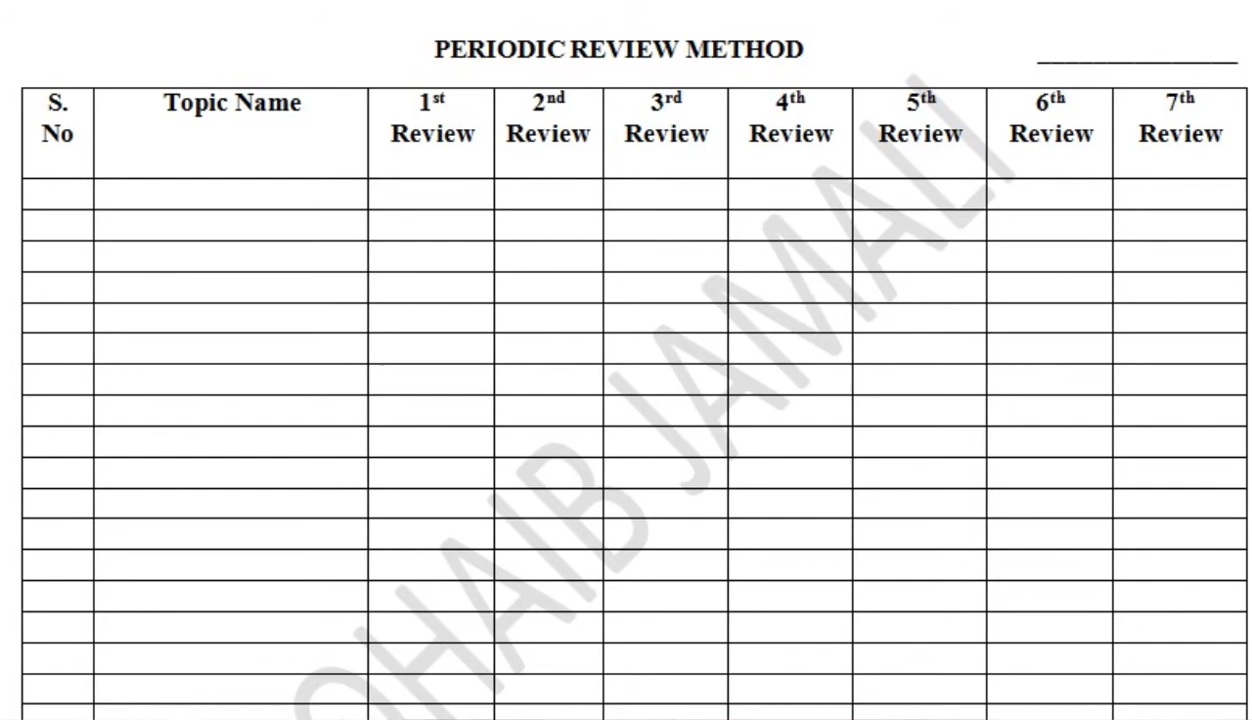 PERIODIC REVIEW METHOD
S. No
Topic Name
1st Review
2nd Review
3rd Review
4th Review
5th Review
6th Review
7th Review
OHAIB JAMALI